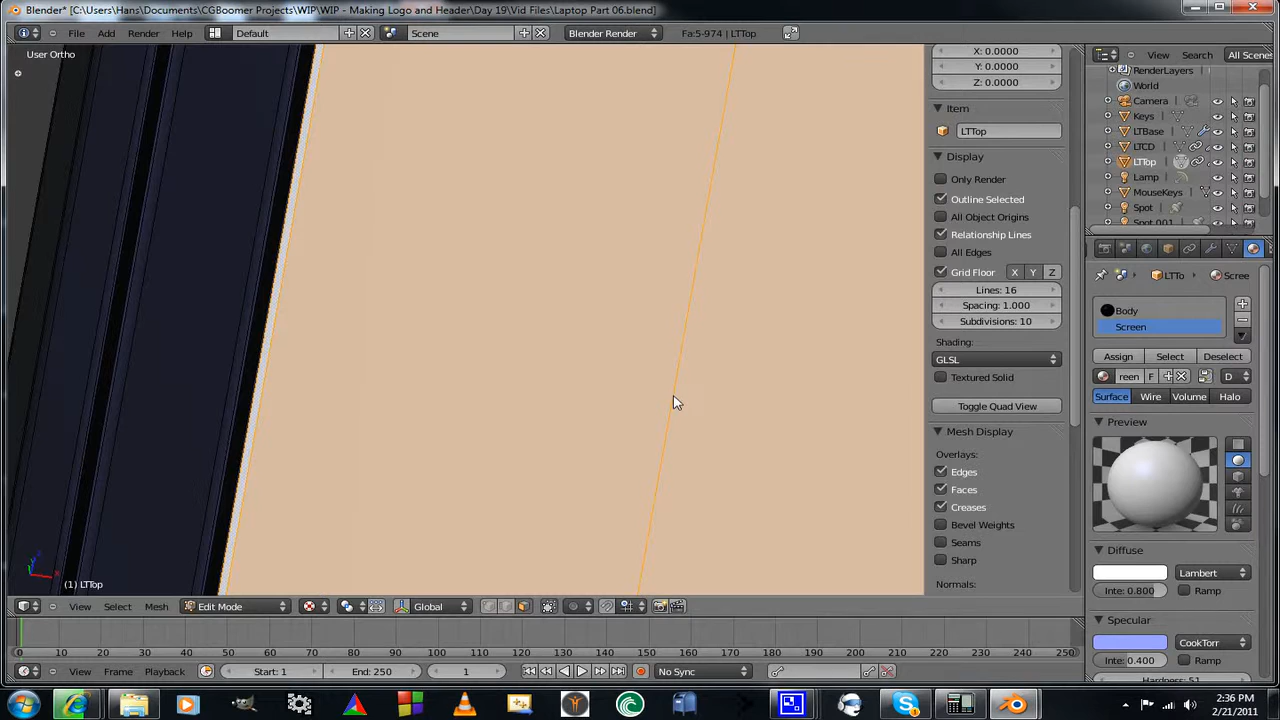 Blender* [C:\Users\Hans\Documents\CGBoomer Projects\WIP\WIP - Making Logo and Header\Day 19\Vid Files\Laptop Part 06.blend]
File Add Render Help Default Scene Blender Render Fa:5-974 | LTTop View Search All Scenes
User Ortho
X: 0.0000
Y: 0.0000
Z: 0.0000
Item
LTTop
Display
Only Render
Outline Selected
All Object Origins
Relationship Lines
All Edges
Grid Floor X Y Z
Lines: 16
Spacing: 1.000
Subdivisions: 10
Shading:
GLSL
Textured Solid
Toggle Quad View
Mesh Display
Overlays:
Edges
Faces
Creases
Bevel Weights
Seams
Sharp
Normals:
RenderLayers
World
Camera
Keys
LTBase
LTCD
LTTop
Lamp
MouseKeys
Spot
Spot.001
LTTo Scree
Body
Screen
Assign Select Deselect
reen F D
Surface Wire Volume Halo
Preview
Diffuse
Lambert
Inte: 0.800 Ramp
Specular
CookTorr
Inte: 0.400 Ramp
Hardness: 51
(1) LTTop
View Select Mesh Edit Mode Global
0 10 20 30 40 50 60 70 80 90 100 110 120 130 140 150 160 170 180 190 200 210 220 230 240 250
View Frame Playback Start: 1 End: 250 1 No Sync
2:36 PM
2/21/2011